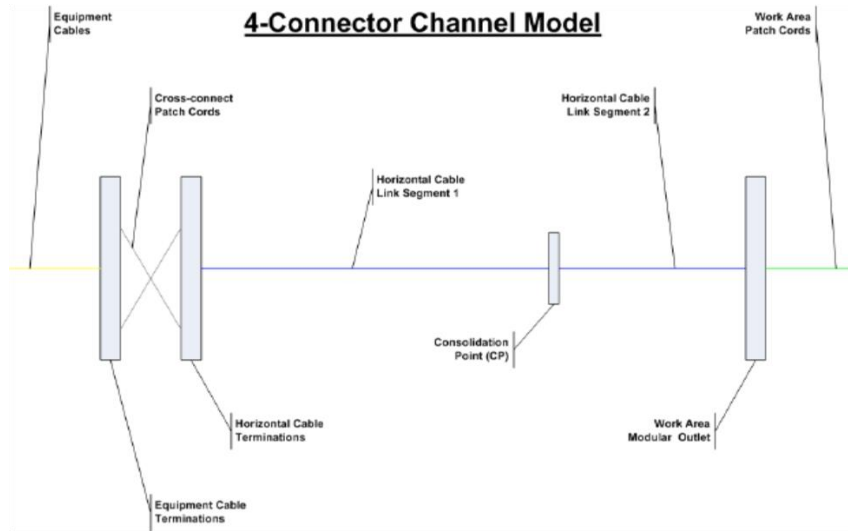 4-Connector Channel Model
Equipment
Cables
Work Area
Patch Cords
Cross-connect
Patch Cords
Horizontal Cable
Link Segment 2
Horizontal Cable
Link Segment 1
Consolidation
Point (CP)
Horizontal Cable
Terminations
Work Area
Modular Outlet
Equipment Cable
Terminations